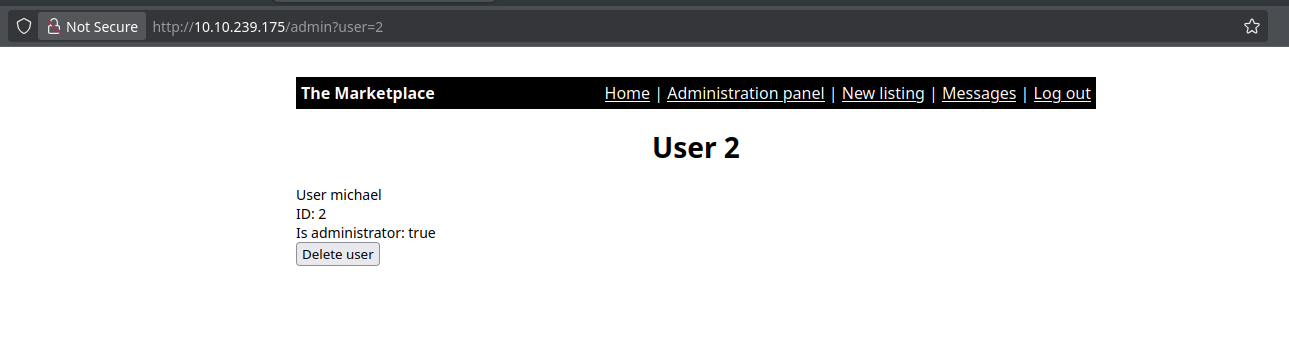 Not Secure http://10.10.239.175/admin?user=2
The Marketplace Home | Administration panel | New listing | Messages | Log out
User 2
User michael
ID: 2
Is administrator: true
Delete user